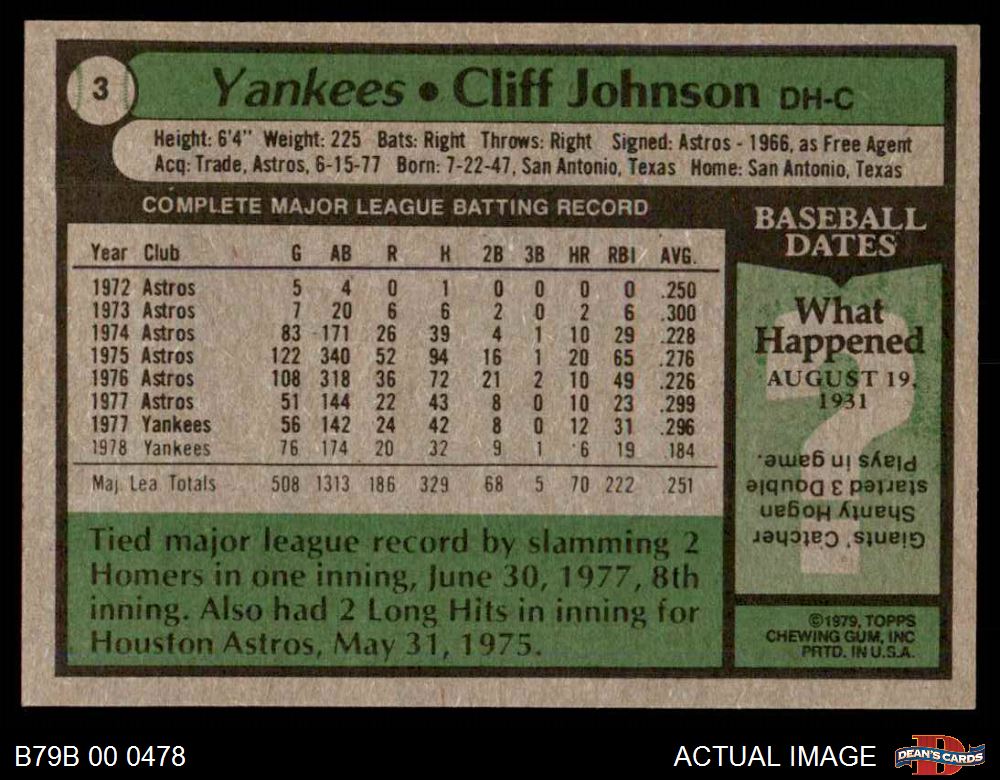 3
Yankees • Cliff Johnson DH-C
Height: 6'4" Weight: 225 Bats: Right Throws: Right Signed: Astros - 1966, as Free Agent
Acq: Trade, Astros, 6-15-77 Born: 7-22-47, San Antonio, Texas Home: San Antonio, Texas
COMPLETE MAJOR LEAGUE BATTING RECORD
Year Club G AB R H 2B 3B HR RBI AVG.
1972 Astros 5 4 0 1 0 0 0 0 .250
1973 Astros 7 20 6 6 2 0 2 6 .300
1974 Astros 83 171 26 39 4 1 10 29 .228
1975 Astros 122 340 52 94 16 1 20 65 .276
1976 Astros 108 318 36 72 21 2 10 49 .226
1977 Astros 51 144 22 43 8 0 10 23 .299
1977 Yankees 56 142 24 42 8 0 12 31 .296
1978 Yankees 76 174 20 32 9 1 6 19 .184
Maj. Lea. Totals 508 1313 186 329 68 5 70 222 .251
Tied major league record by slamming 2
Homers in one inning, June 30, 1977, 8th
inning. Also had 2 Long Hits in inning for
Houston Astros, May 31, 1975.
BASEBALL
DATES
What
Happened
AUGUST 19,
1931
?
Giants' Catcher
Shanty Hogan
started 3 Double
Plays in game.
©1979, TOPPS
CHEWING GUM, INC
PRTD. IN U.S.A.
B79B 00 0478
ACTUAL IMAGE
D
DEAN'S CARDS